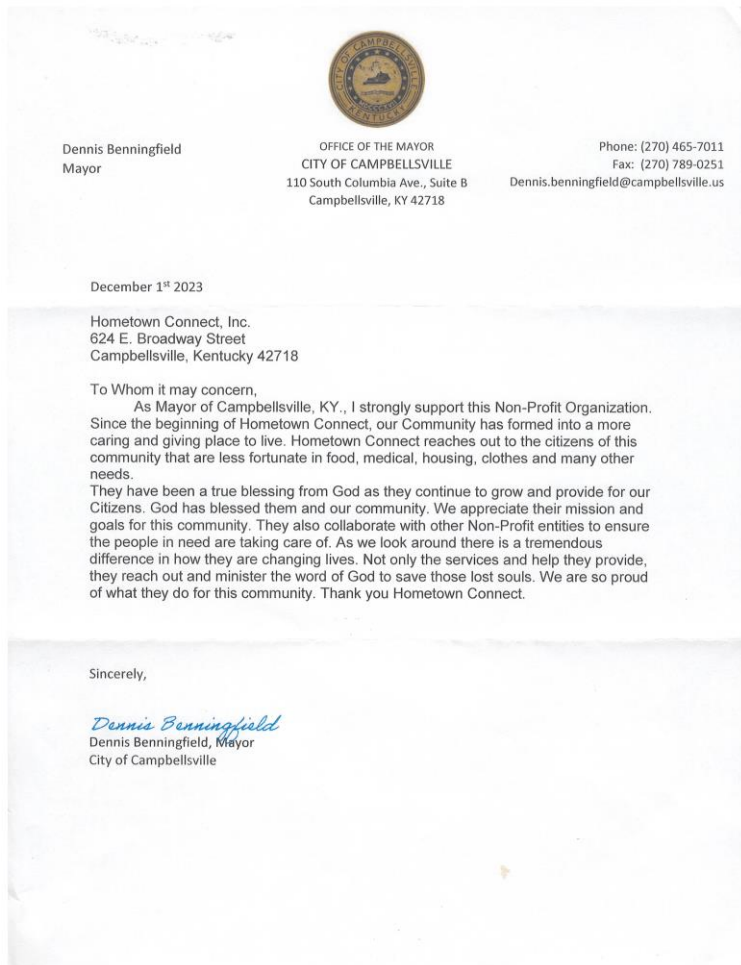 CITY OF CAMPBELLSVILLE
KENTUCKY
Dennis Benningfield
Mayor
OFFICE OF THE MAYOR
CITY OF CAMPBELLSVILLE
110 South Columbia Ave., Suite B
Campbellsville, KY 42718
Phone: (270) 465-7011
Fax: (270) 789-0251
Dennis.benningfield@campbellsville.us
December 1st 2023
Hometown Connect, Inc.
624 E. Broadway Street
Campbellsville, Kentucky 42718
To Whom it may concern,
As Mayor of Campbellsville, KY., I strongly support this Non-Profit Organization.
Since the beginning of Hometown Connect, our Community has formed into a more
caring and giving place to live. Hometown Connect reaches out to the citizens of this
community that are less fortunate in food, medical, housing, clothes and many other
needs.
They have been a true blessing from God as they continue to grow and provide for our
Citizens. God has blessed them and our community. We appreciate their mission and
goals for this community. They also collaborate with other Non-Profit entities to ensure
the people in need are taking care of. As we look around there is a tremendous
difference in how they are changing lives. Not only the services and help they provide,
they reach out and minister the word of God to save those lost souls. We are so proud
of what they do for this community. Thank you Hometown Connect.
Sincerely,
Dennis Benningfield
Dennis Benningfield, Mayor
City of Campbellsville